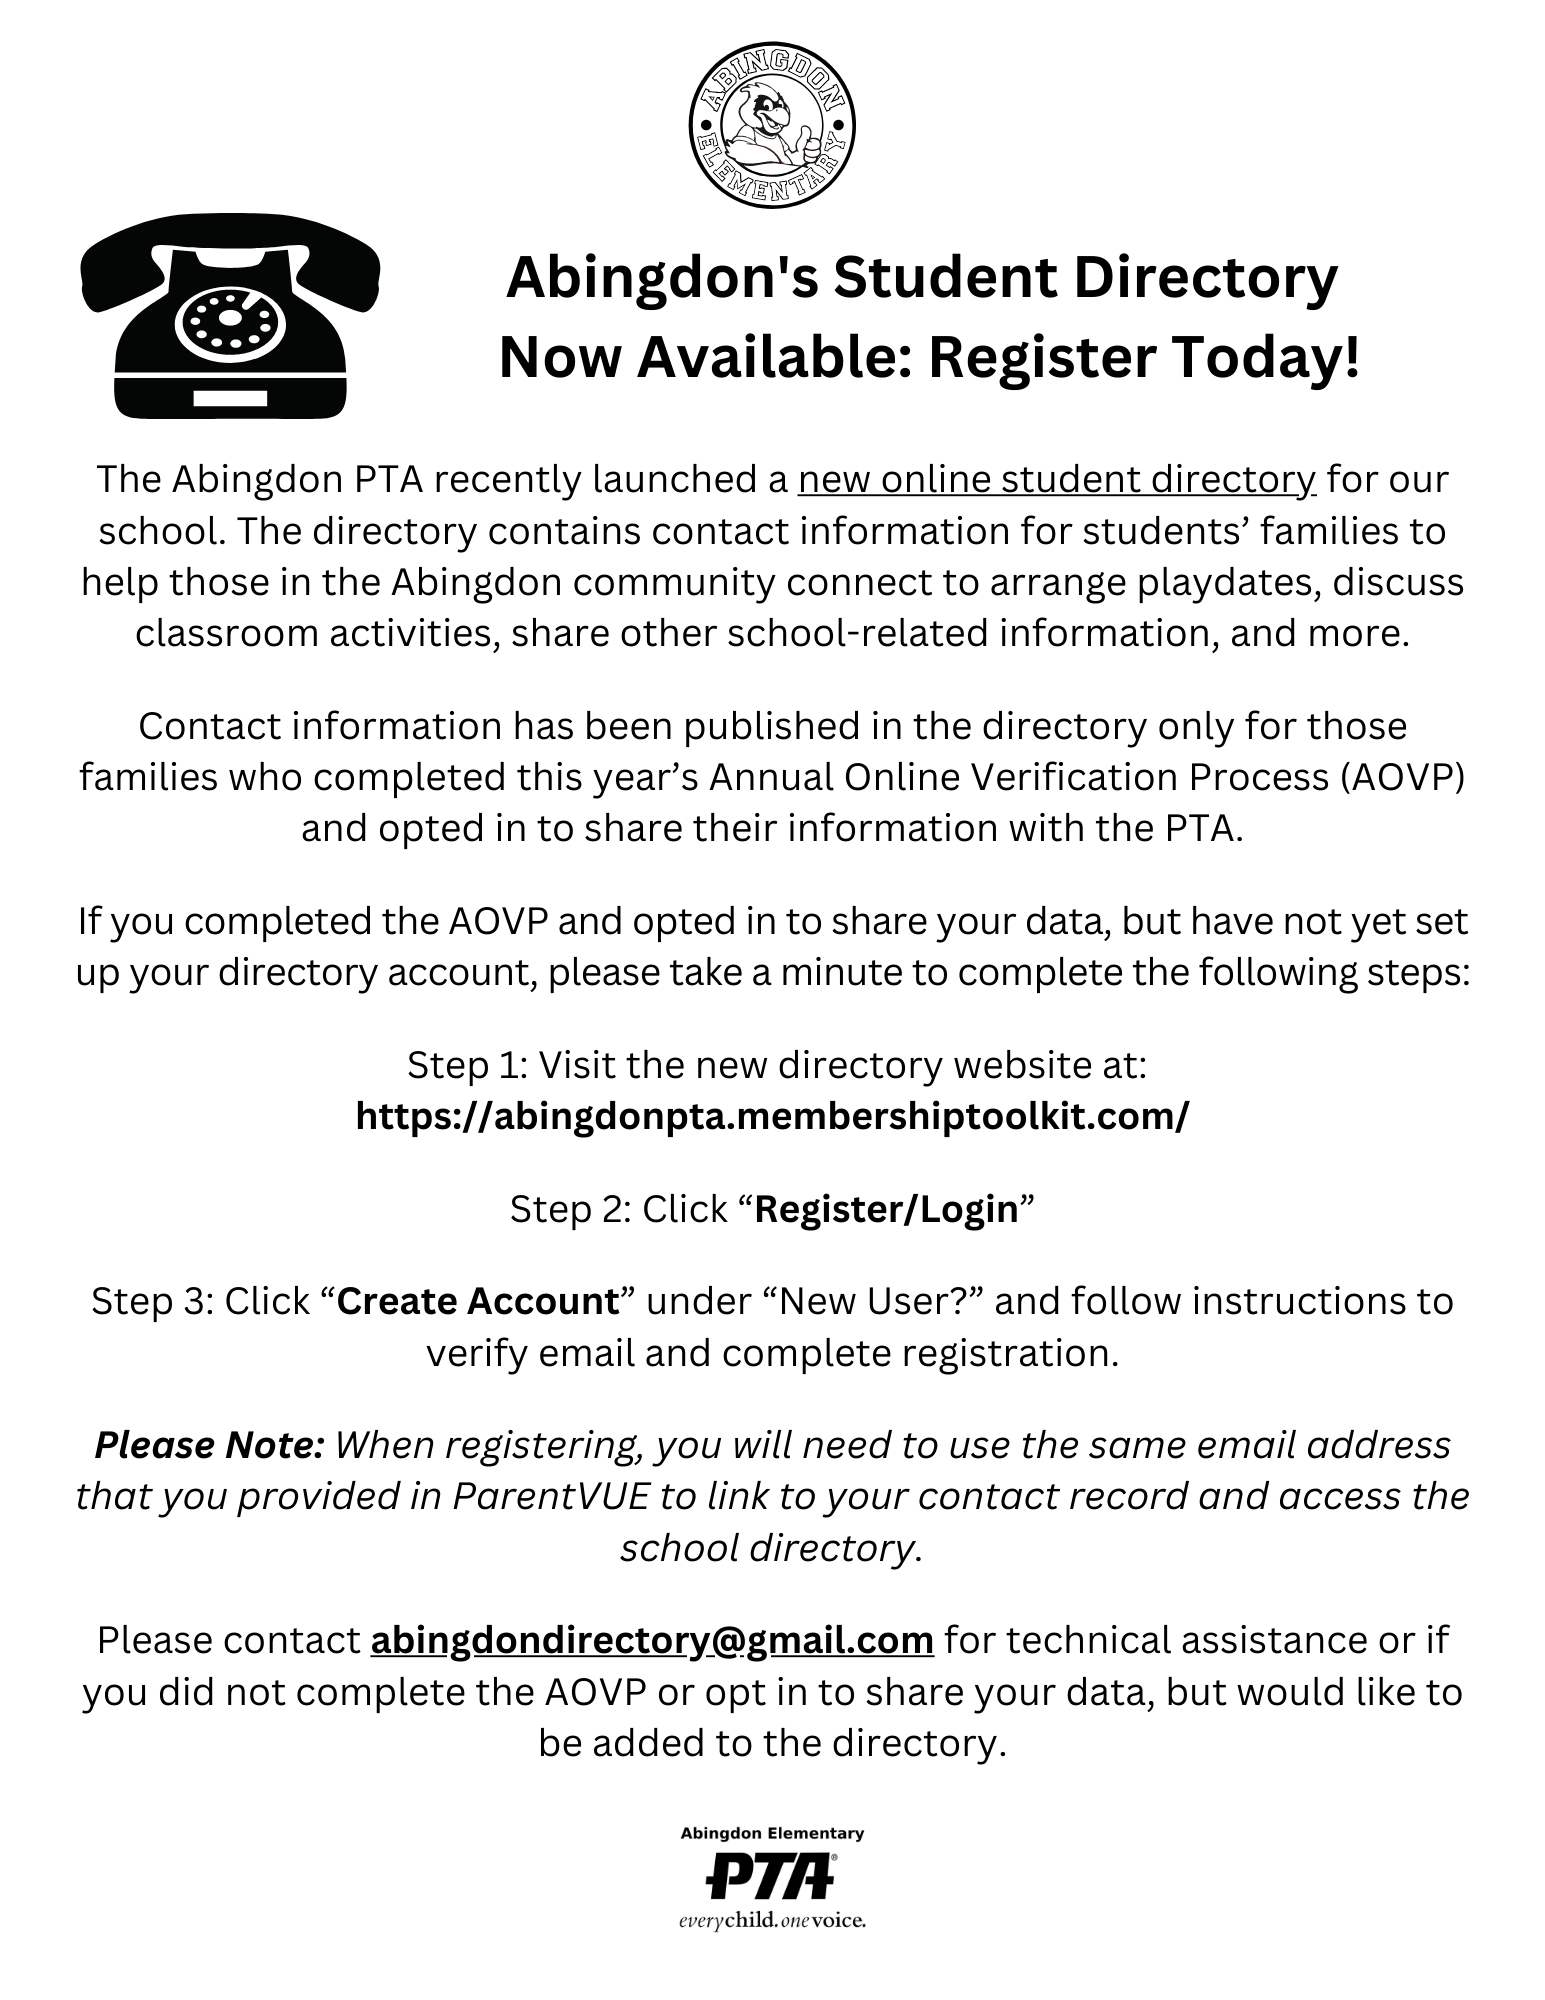 ABINGDON
ELEMENTARY
Abingdon's Student Directory
Now Available: Register Today!
The Abingdon PTA recently launched a new online student directory for our
school. The directory contains contact information for students’ families to
help those in the Abingdon community connect to arrange playdates, discuss
classroom activities, share other school-related information, and more.
Contact information has been published in the directory only for those
families who completed this year’s Annual Online Verification Process (AOVP)
and opted in to share their information with the PTA.
If you completed the AOVP and opted in to share your data, but have not yet set
up your directory account, please take a minute to complete the following steps:
Step 1: Visit the new directory website at:
https://abingdonpta.membershiptoolkit.com/
Step 2: Click “Register/Login”
Step 3: Click “Create Account” under “New User?” and follow instructions to
verify email and complete registration.
Please Note: When registering, you will need to use the same email address
that you provided in ParentVUE to link to your contact record and access the
school directory.
Please contact abingdondirectory@gmail.com for technical assistance or if
you did not complete the AOVP or opt in to share your data, but would like to
be added to the directory.
Abingdon Elementary
PTA®
everychild.onevoice.